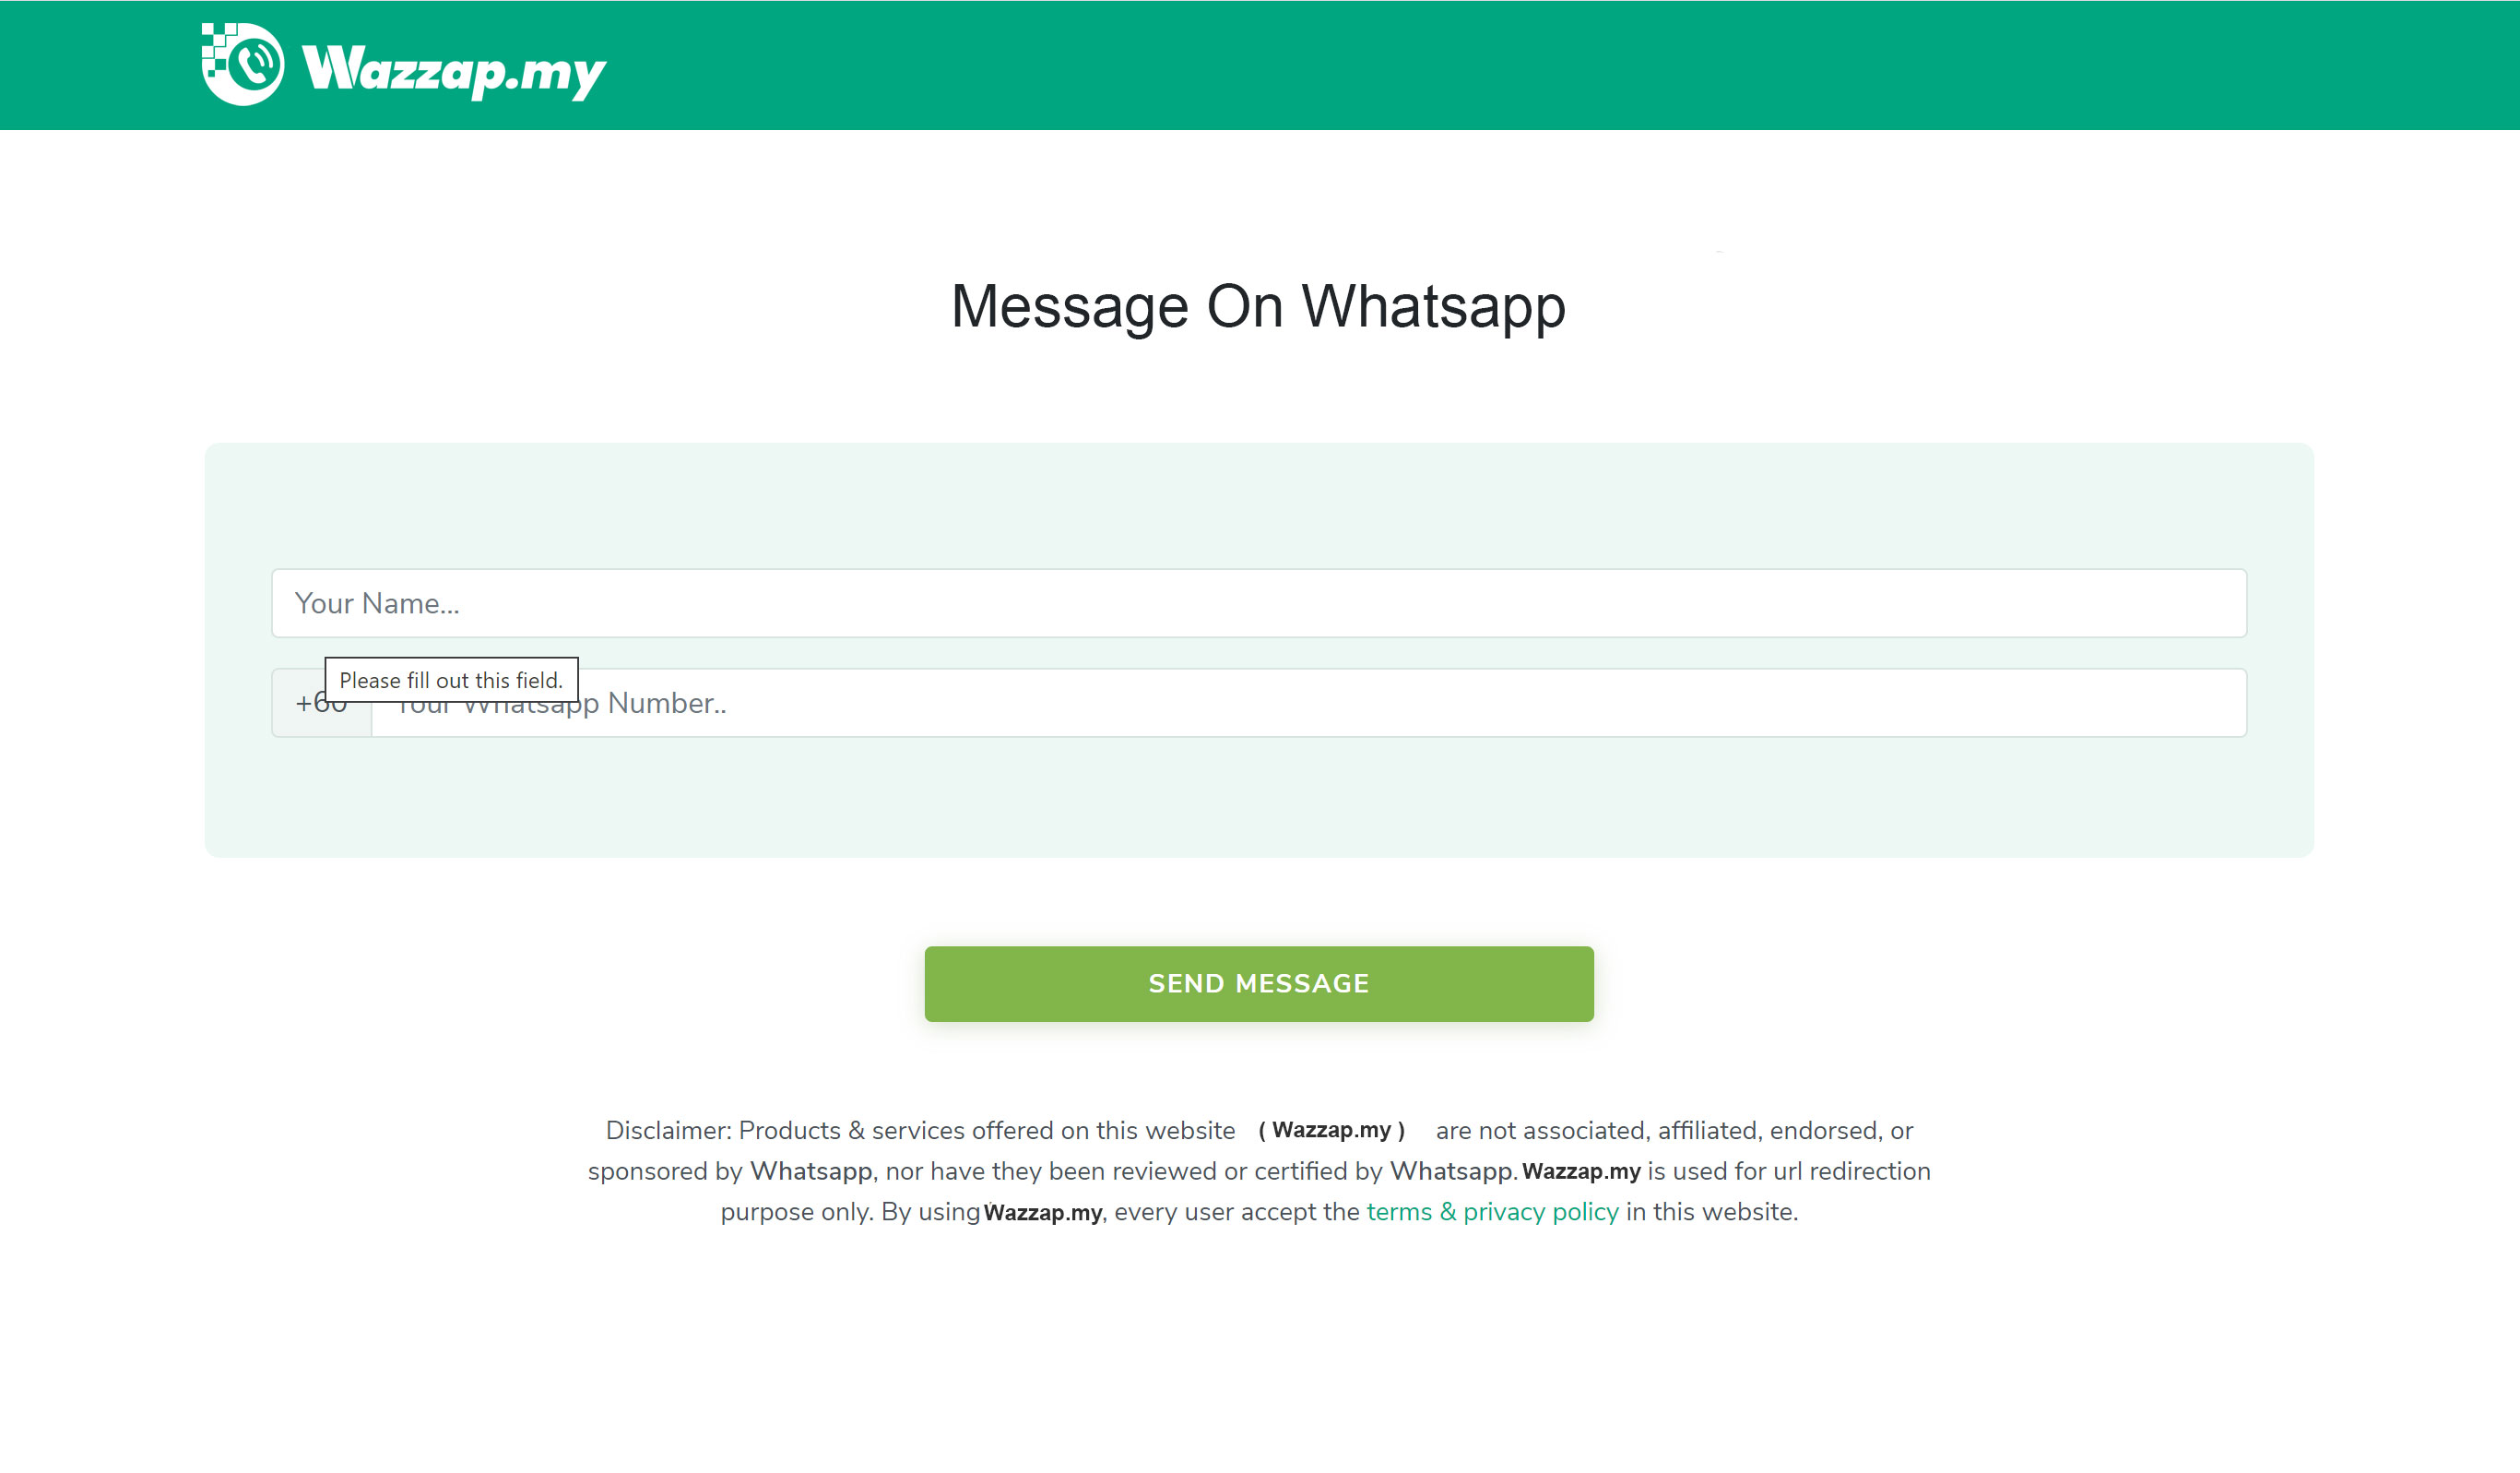 Wazzap.my
Message On Whatsapp
Your Name...
Please fill out this field.
+60 Your Whatsapp Number..
SEND MESSAGE
Disclaimer: Products & services offered on this website ( Wazzap.my ) are not associated, affiliated, endorsed, or
sponsored by Whatsapp, nor have they been reviewed or certified by Whatsapp. Wazzap.my is used for url redirection
purpose only. By using Wazzap.my, every user accept the terms & privacy policy in this website.